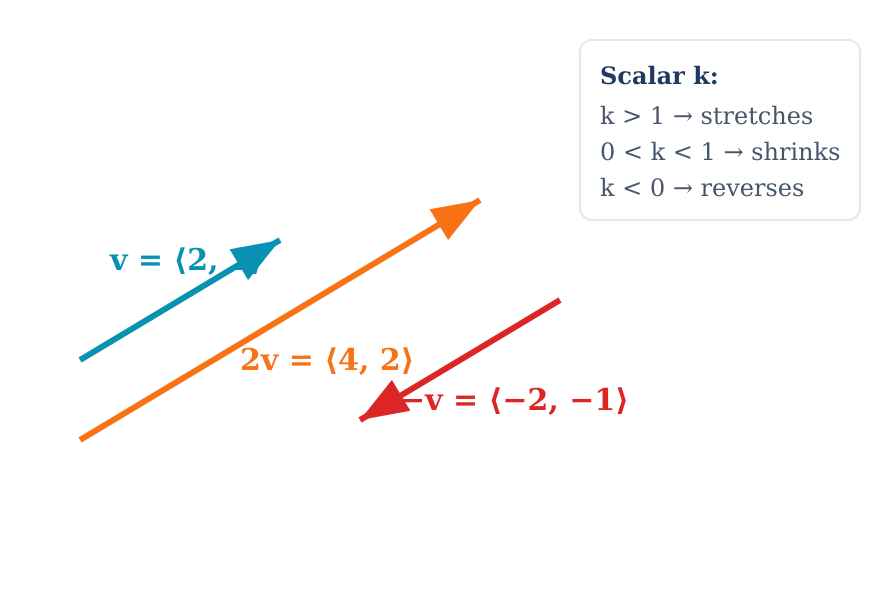 Scalar k:
k > 1 → stretches
0 < k < 1 → shrinks
k < 0 → reverses
v = ⟨2,
2v = ⟨4, 2⟩
−v = ⟨−2, −1⟩